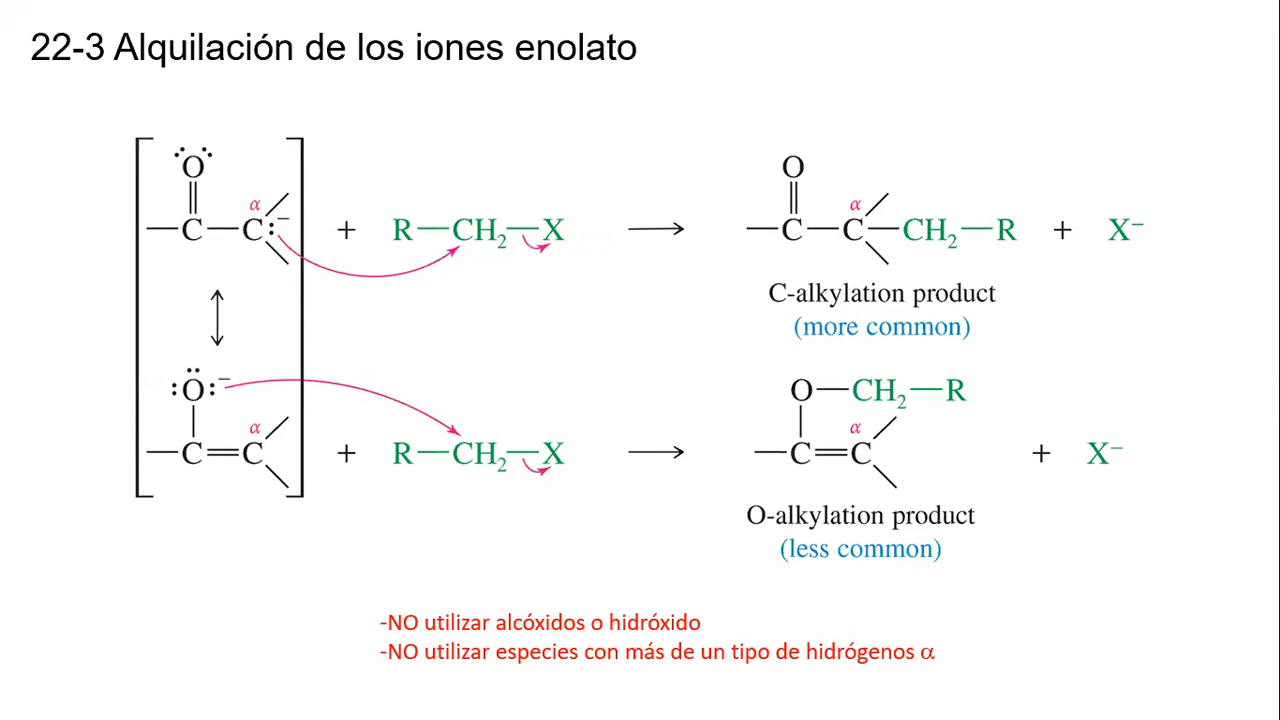 22-3 Alquilación de los iones enolato
O O
α α
—C—C:⁻ + R—CH₂—X → —C—C—CH₂—R + X⁻
C-alkylation product
(more common)
:O:⁻ O—CH₂—R
α α
—C=C + R—CH₂—X → —C=C + X⁻
O-alkylation product
(less common)
-NO utilizar alcóxidos o hidróxido
-NO utilizar especies con más de un tipo de hidrógenos α